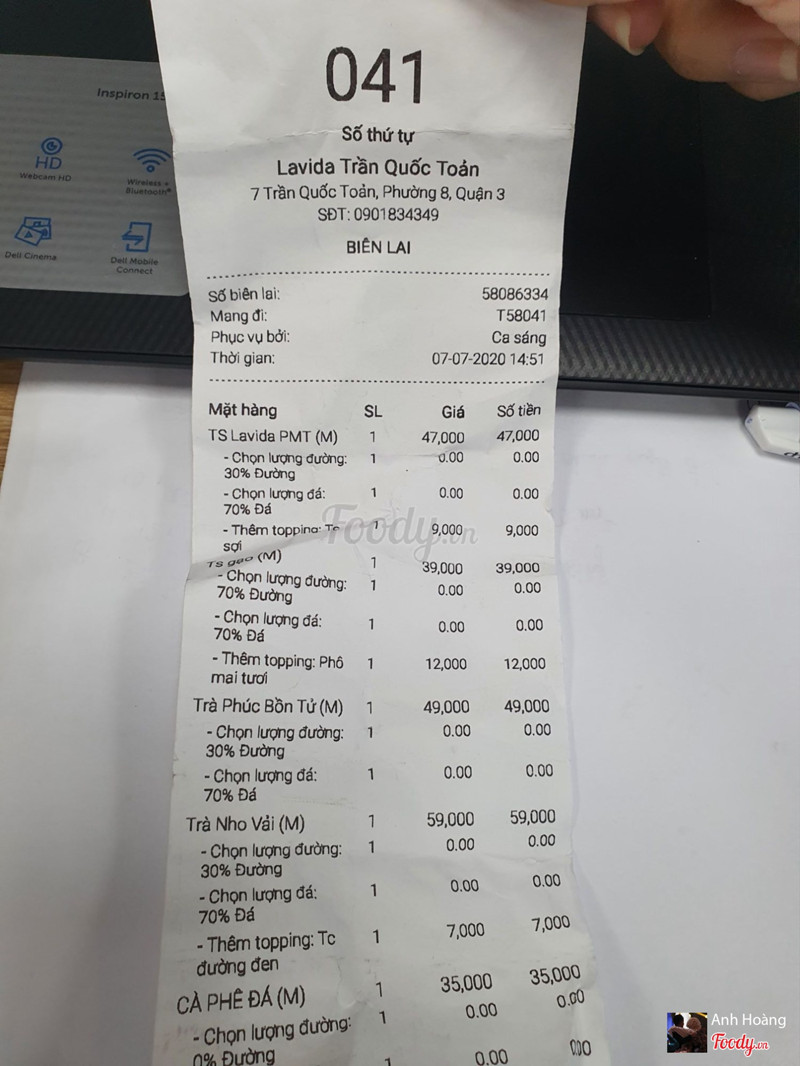 Inspiron 15
HD
Webcam HD
Wireless +
Bluetooth®
Dell Cinema
Dell Mobile
Connect
041
Số thứ tự
Lavida Trần Quốc Toản
7 Trần Quốc Toản, Phường 8, Quận 3
SĐT: 0901834349
BIÊN LAI
Số biên lai: 58086334
Mang đi: T58041
Phục vụ bởi: Ca sáng
Thời gian: 07-07-2020 14:51
Mặt hàng SL Giá Số tiền
TS Lavida PMT (M) 1 47,000 47,000
- Chọn lượng đường: 1 0.00 0.00
30% Đường
- Chọn lượng đá: 1 0.00 0.00
70% Đá
- Thêm topping: Tc 1 9,000 9,000
sợi
TS gạo (M) 1 39,000 39,000
- Chọn lượng đường: 1 0.00 0.00
70% Đường
- Chọn lượng đá: 1 0.00 0.00
70% Đá
- Thêm topping: Phô 1 12,000 12,000
mai tươi
Trà Phúc Bồn Tử (M) 1 49,000 49,000
- Chọn lượng đường: 1 0.00 0.00
30% Đường
- Chọn lượng đá: 1 0.00 0.00
70% Đá
Trà Nho Vải (M) 1 59,000 59,000
- Chọn lượng đường: 1 0.00 0.00
30% Đường
- Chọn lượng đá: 1 0.00 0.00
70% Đá
- Thêm topping: Tc 1 7,000 7,000
đường đen
CÀ PHÊ ĐÁ (M) 1 35,000 35,000
- Chọn lượng đường: 1 0.00 0.00
0% Đường
1 0.00 0.00
Foody.vn
Anh Hoàng
Foody.vn